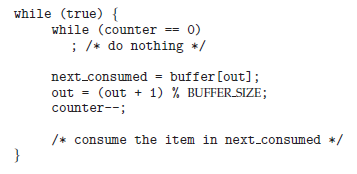 while (true) {
while (counter == 0)
; /* do nothing */
next_consumed = buffer[out];
out = (out + 1) % BUFFER_SIZE;
counter--;
/* consume the item in next_consumed */
}